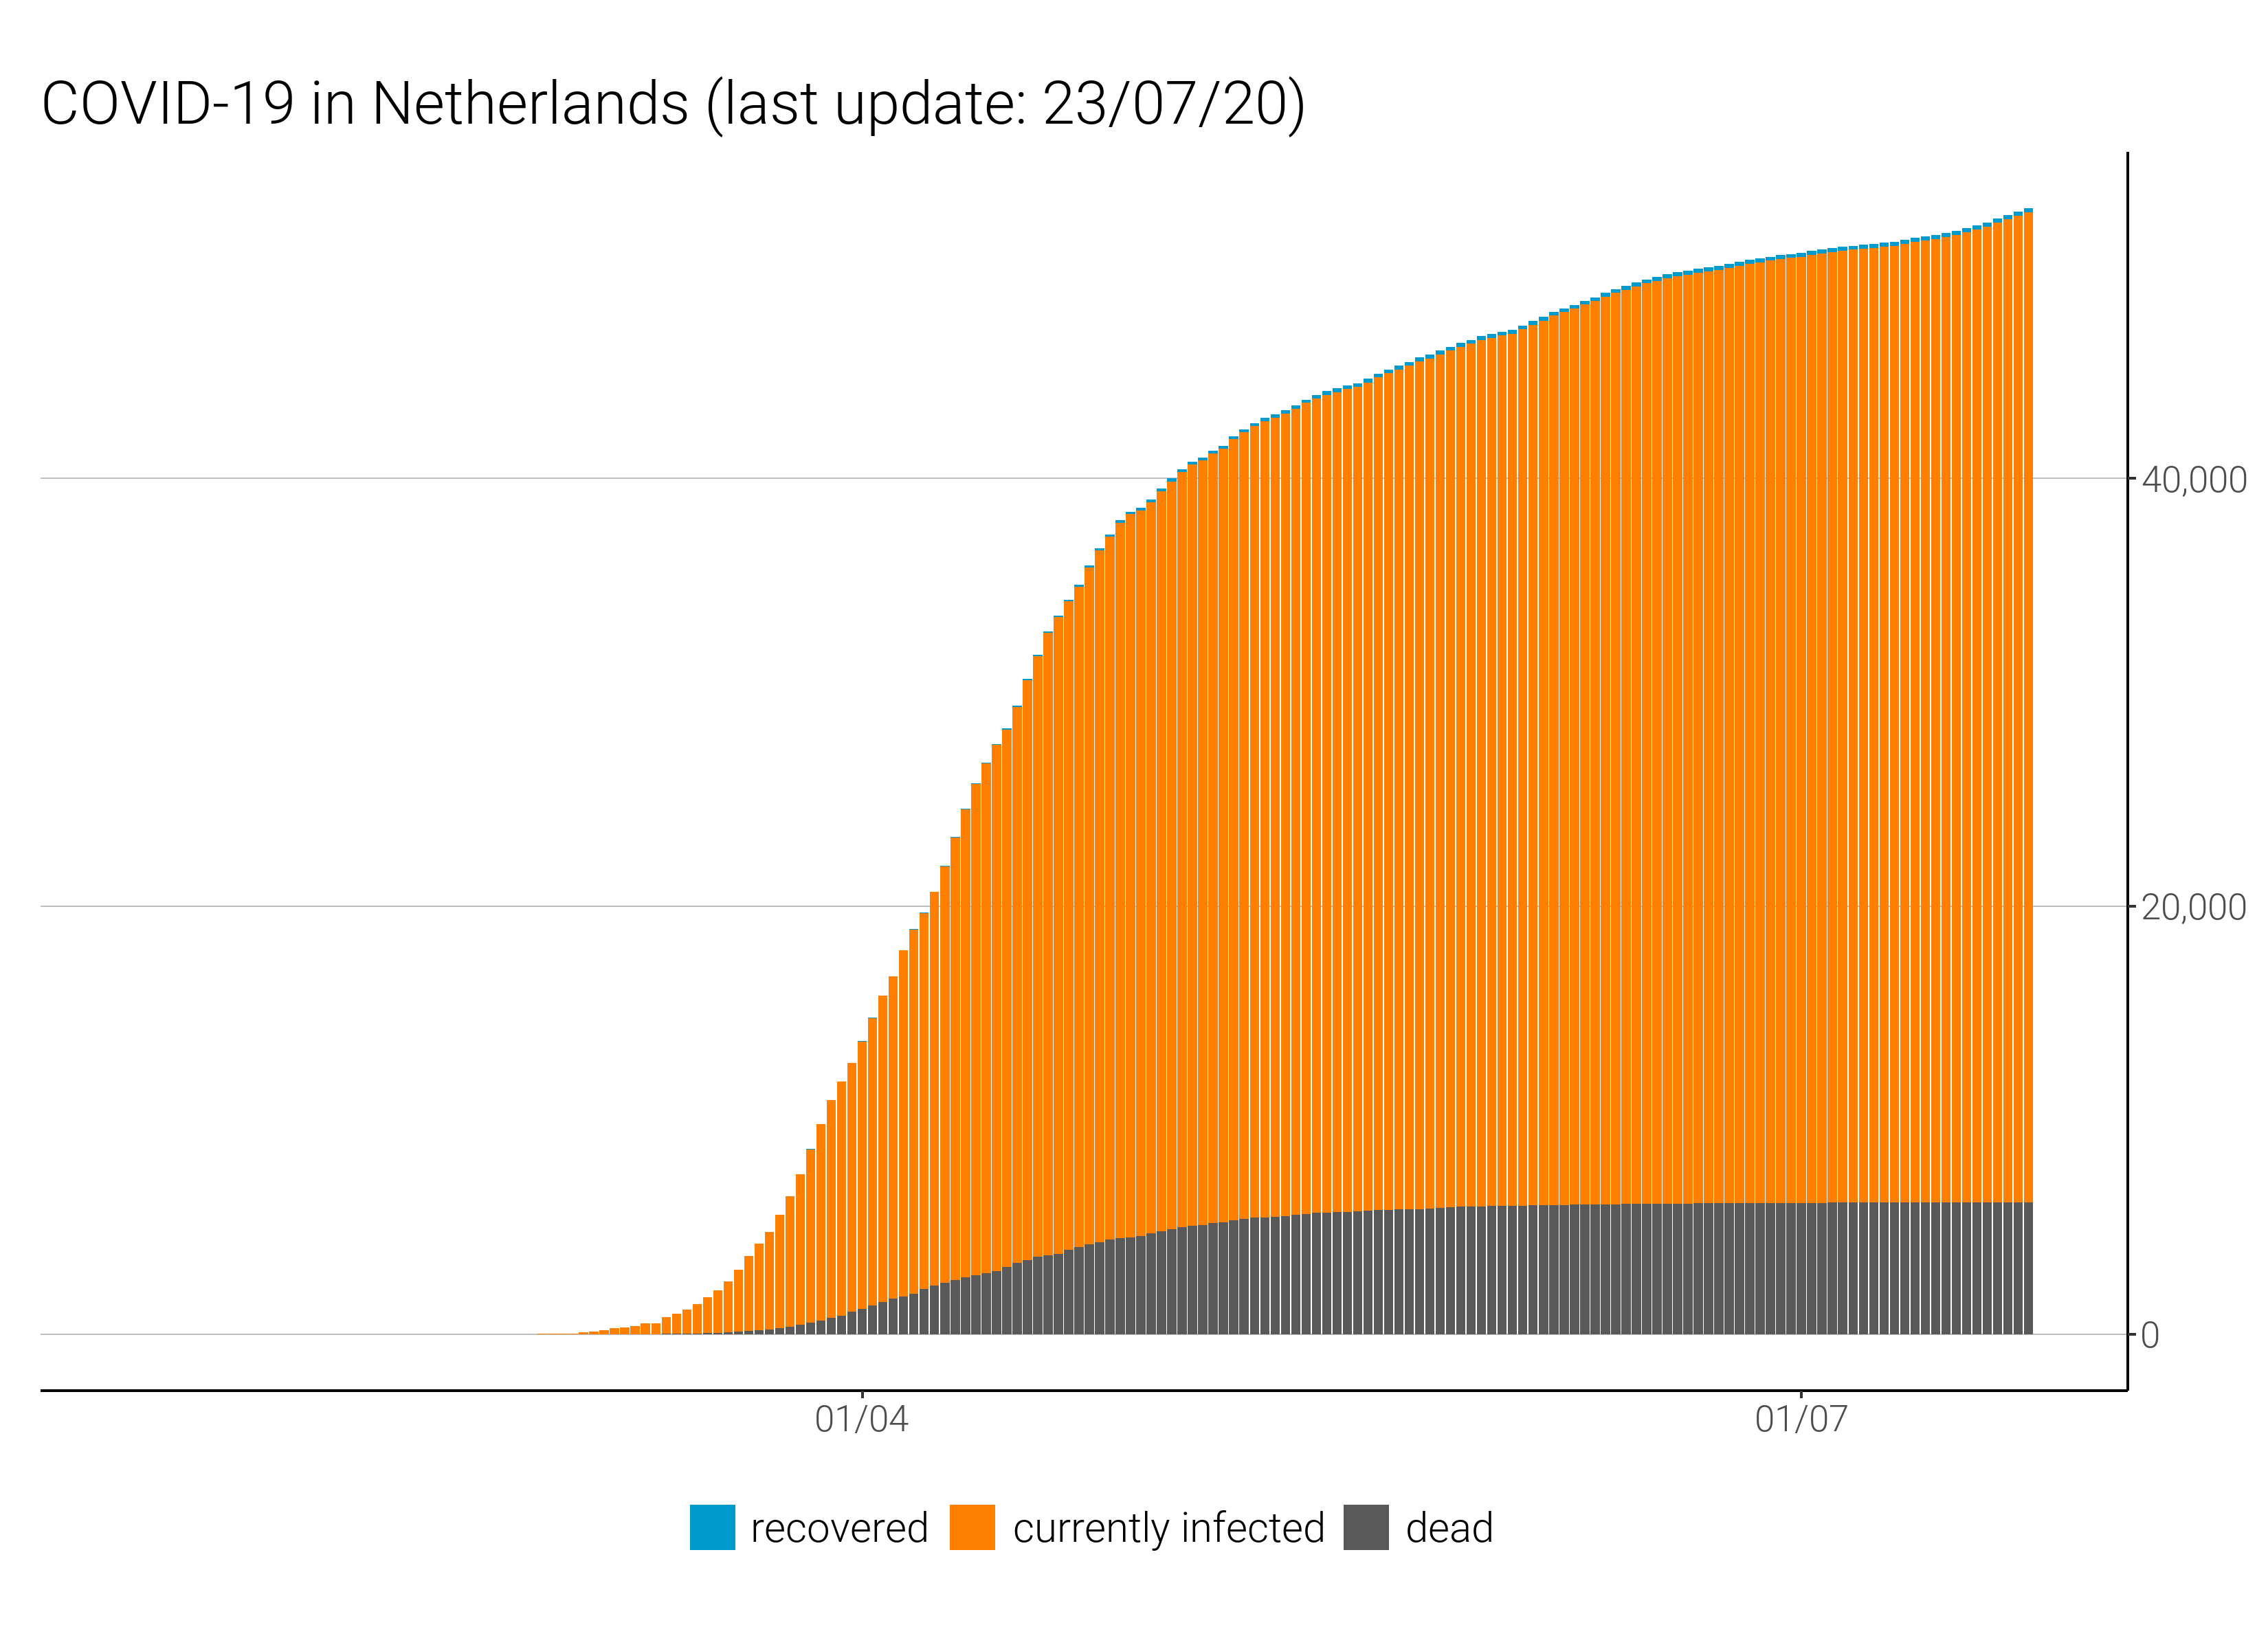 COVID-19 in Netherlands (last update: 23/07/20)
40,000
20,000
0
01/04 01/07
recovered currently infected dead